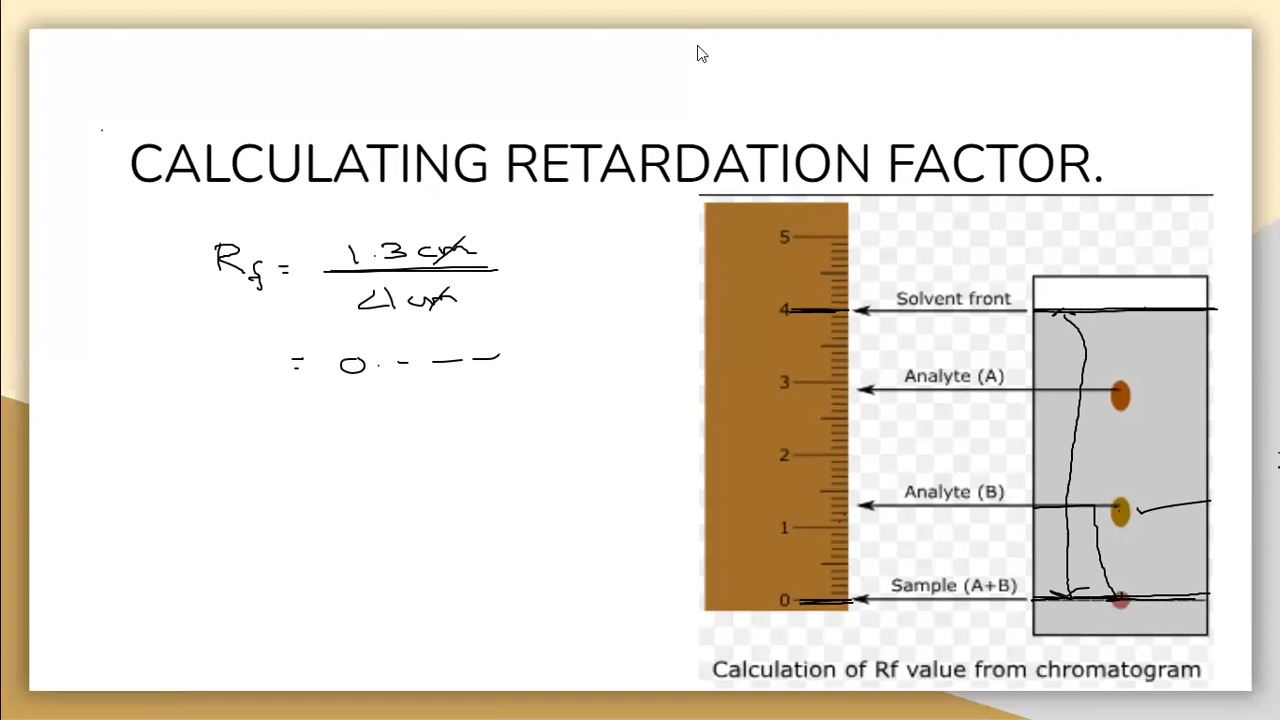 CALCULATING RETARDATION FACTOR.
Rf = 1.3 cm
4 cm
= 0. - - -
5
4
3
2
1
0
Solvent front
Analyte (A)
Analyte (B)
Sample (A+B)
Calculation of Rf value from chromatogram